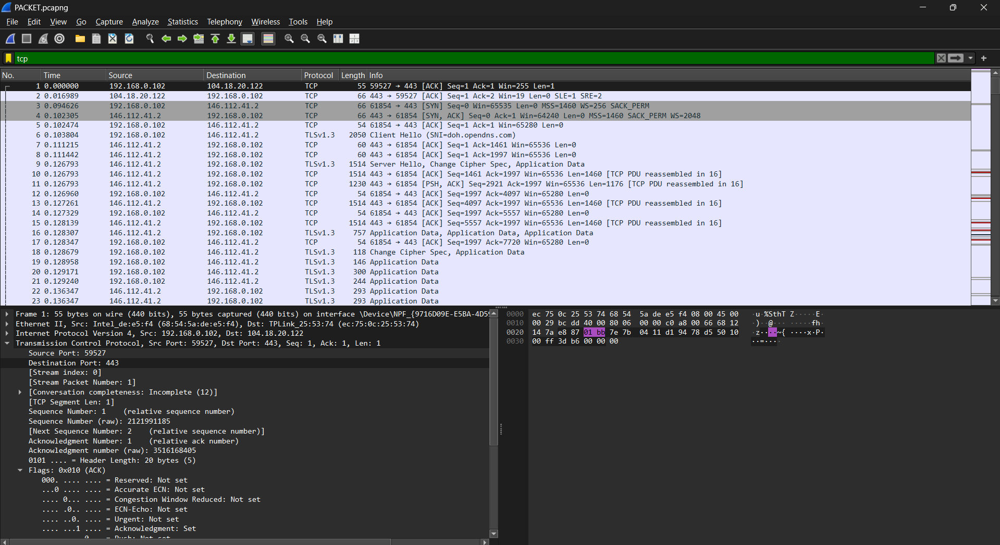 PACKET.pcapng
File Edit View Go Capture Analyze Statistics Telephony Wireless Tools Help
tcp
No. Time Source Destination Protocol Length Info
1 0.000000 192.168.0.102 104.18.20.122 TCP 55 59527 → 443 [ACK] Seq=1 Ack=1 Win=255 Len=1
2 0.016989 104.18.20.122 192.168.0.102 TCP 66 443 → 59527 [ACK] Seq=1 Ack=2 Win=19 Len=0 SLE=1 SRE=2
3 0.094626 192.168.0.102 146.112.41.2 TCP 66 61854 → 443 [SYN] Seq=0 Win=65535 Len=0 MSS=1460 WS=256 SACK_PERM
4 0.102305 146.112.41.2 192.168.0.102 TCP 66 443 → 61854 [SYN, ACK] Seq=0 Ack=1 Win=64240 Len=0 MSS=1460 SACK_PERM WS=2048
5 0.102474 192.168.0.102 146.112.41.2 TCP 54 61854 → 443 [ACK] Seq=1 Ack=1 Win=65280 Len=0
6 0.103804 192.168.0.102 146.112.41.2 TLSv1.3 2050 Client Hello (SNI=doh.opendns.com)
7 0.111215 146.112.41.2 192.168.0.102 TCP 60 443 → 61854 [ACK] Seq=1 Ack=1461 Win=65536 Len=0
8 0.111442 146.112.41.2 192.168.0.102 TCP 60 443 → 61854 [ACK] Seq=1 Ack=1997 Win=65536 Len=0
9 0.126793 146.112.41.2 192.168.0.102 TLSv1.3 1514 Server Hello, Change Cipher Spec, Application Data
10 0.126793 146.112.41.2 192.168.0.102 TCP 1514 443 → 61854 [ACK] Seq=1461 Ack=1997 Win=65536 Len=1460 [TCP PDU reassembled in 16]
11 0.126793 146.112.41.2 192.168.0.102 TCP 1230 443 → 61854 [PSH, ACK] Seq=2921 Ack=1997 Win=65536 Len=1176 [TCP PDU reassembled in 16]
12 0.126960 192.168.0.102 146.112.41.2 TCP 54 61854 → 443 [ACK] Seq=1997 Ack=4097 Win=65280 Len=0
13 0.127261 146.112.41.2 192.168.0.102 TCP 1514 443 → 61854 [ACK] Seq=4097 Ack=1997 Win=65536 Len=1460 [TCP PDU reassembled in 16]
14 0.127329 192.168.0.102 146.112.41.2 TCP 54 61854 → 443 [ACK] Seq=1997 Ack=5557 Win=65280 Len=0
15 0.128139 146.112.41.2 192.168.0.102 TCP 1514 443 → 61854 [ACK] Seq=5557 Ack=1997 Win=65536 Len=1460 [TCP PDU reassembled in 16]
16 0.128307 146.112.41.2 192.168.0.102 TLSv1.3 757 Application Data, Application Data, Application Data
17 0.128347 192.168.0.102 146.112.41.2 TCP 54 61854 → 443 [ACK] Seq=1997 Ack=7720 Win=65280 Len=0
18 0.128679 192.168.0.102 146.112.41.2 TLSv1.3 118 Change Cipher Spec, Application Data
19 0.128958 192.168.0.102 146.112.41.2 TLSv1.3 146 Application Data
20 0.129171 192.168.0.102 146.112.41.2 TLSv1.3 300 Application Data
21 0.129240 192.168.0.102 146.112.41.2 TLSv1.3 244 Application Data
22 0.136347 146.112.41.2 192.168.0.102 TLSv1.3 293 Application Data
23 0.136347 146.112.41.2 192.168.0.102 TLSv1.3 293 Application Data
Frame 1: 55 bytes on wire (440 bits), 55 bytes captured (440 bits) on interface \Device\NPF_{9716D09E-E5BA-4D5
Ethernet II, Src: Intel_de:e5:f4 (68:54:5a:de:e5:f4), Dst: TPLink_25:53:74 (ec:75:0c:25:53:74)
Internet Protocol Version 4, Src: 192.168.0.102, Dst: 104.18.20.122
Transmission Control Protocol, Src Port: 59527, Dst Port: 443, Seq: 1, Ack: 1, Len: 1
Source Port: 59527
Destination Port: 443
[Stream index: 0]
[Stream Packet Number: 1]
[Conversation completeness: Incomplete (12)]
[TCP Segment Len: 1]
Sequence Number: 1 (relative sequence number)
Sequence Number (raw): 2121991185
[Next Sequence Number: 2 (relative sequence number)]
Acknowledgment Number: 1 (relative ack number)
Acknowledgment number (raw): 3516168405
0101 .... = Header Length: 20 bytes (5)
Flags: 0x010 (ACK)
000. .... .... = Reserved: Not set
...0 .... .... = Accurate ECN: Not set
.... 0... .... = Congestion Window Reduced: Not set
.... .0.. .... = ECN-Echo: Not set
.... ..0. .... = Urgent: Not set
.... ...1 .... = Acknowledgment: Set
0000 ec 75 0c 25 53 74 68 54 5a de e5 f4 08 00 45 00 ·u·%SthT Z·····E·
0010 00 29 bc dd 40 00 80 06 00 00 c0 a8 00 66 68 12 ·)··@··· ·····fh·
0020 14 7a e8 87 01 bb 7e 7b 04 11 d1 94 78 d5 50 10 ·z····~{ ····x·P·
0030 00 ff 3d b6 00 00 00 ··=····